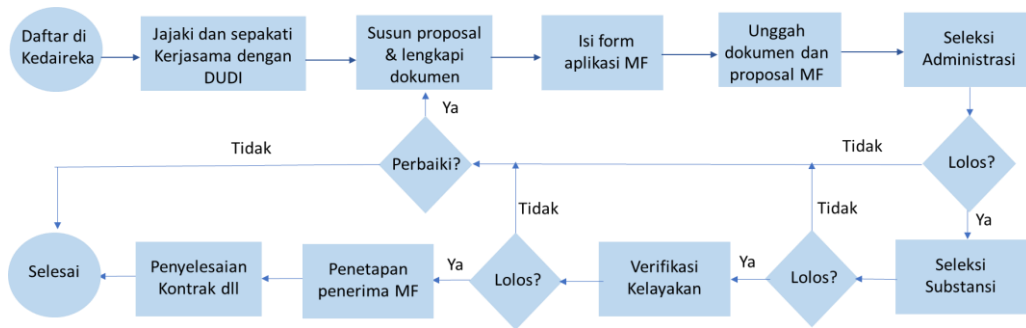 Daftar di
Kedaireka
Jajaki dan sepakati
Kerjasama dengan
DUDI
Susun proposal
& lengkapi
dokumen
Isi form
aplikasi MF
Unggah
dokumen dan
proposal MF
Seleksi
Administrasi
Ya
Tidak
Perbaiki?
Tidak
Lolos?
Tidak
Tidak
Ya
Selesai
Penyelesaian
Kontrak dll
Penetapan
penerima MF
Ya
Lolos?
Verifikasi
Kelayakan
Ya
Lolos?
Seleksi
Substansi